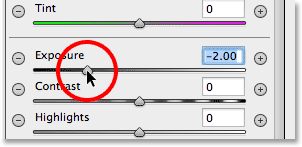 Tint 0
Exposure -2.00
Contrast 0
Highlights 0